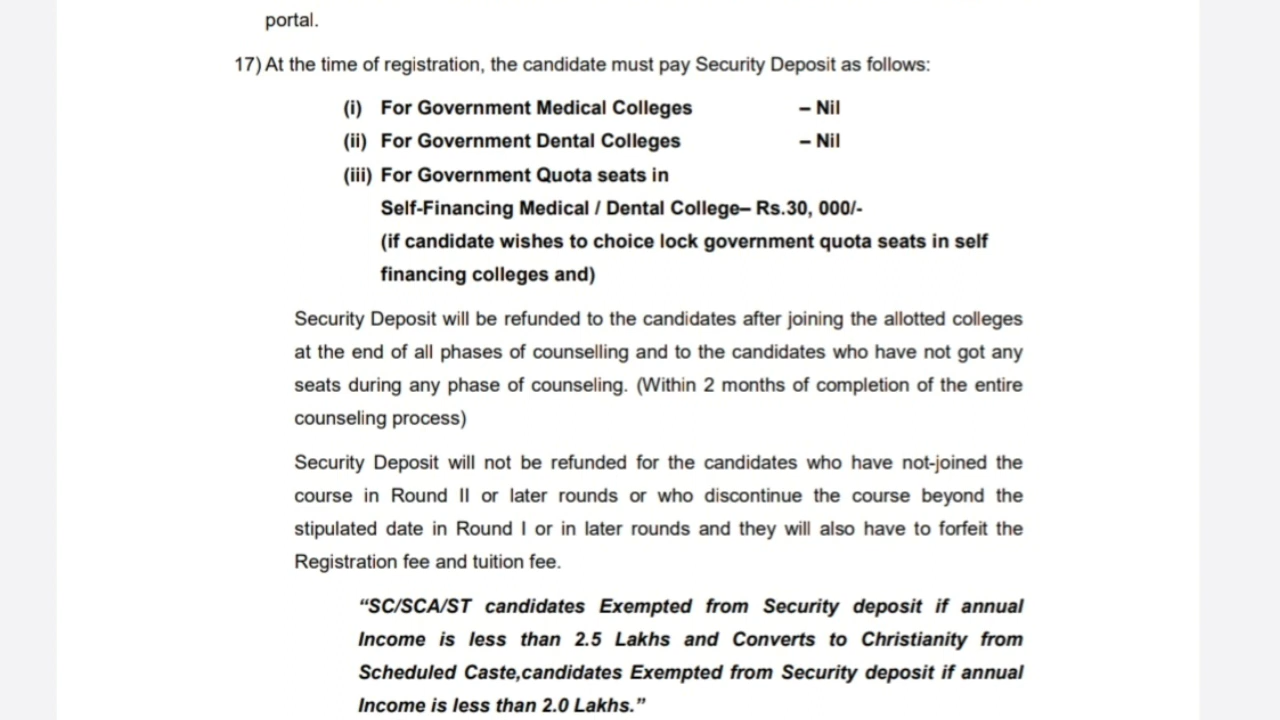 portal.
17) At the time of registration, the candidate must pay Security Deposit as follows:
(i) For Government Medical Colleges – Nil
(ii) For Government Dental Colleges – Nil
(iii) For Government Quota seats in
Self-Financing Medical / Dental College– Rs.30, 000/-
(if candidate wishes to choice lock government quota seats in self
financing colleges and)
Security Deposit will be refunded to the candidates after joining the allotted colleges
at the end of all phases of counselling and to the candidates who have not got any
seats during any phase of counseling. (Within 2 months of completion of the entire
counseling process)
Security Deposit will not be refunded for the candidates who have not-joined the
course in Round II or later rounds or who discontinue the course beyond the
stipulated date in Round I or in later rounds and they will also have to forfeit the
Registration fee and tuition fee.
“SC/SCA/ST candidates Exempted from Security deposit if annual
Income is less than 2.5 Lakhs and Converts to Christianity from
Scheduled Caste,candidates Exempted from Security deposit if annual
Income is less than 2.0 Lakhs.”